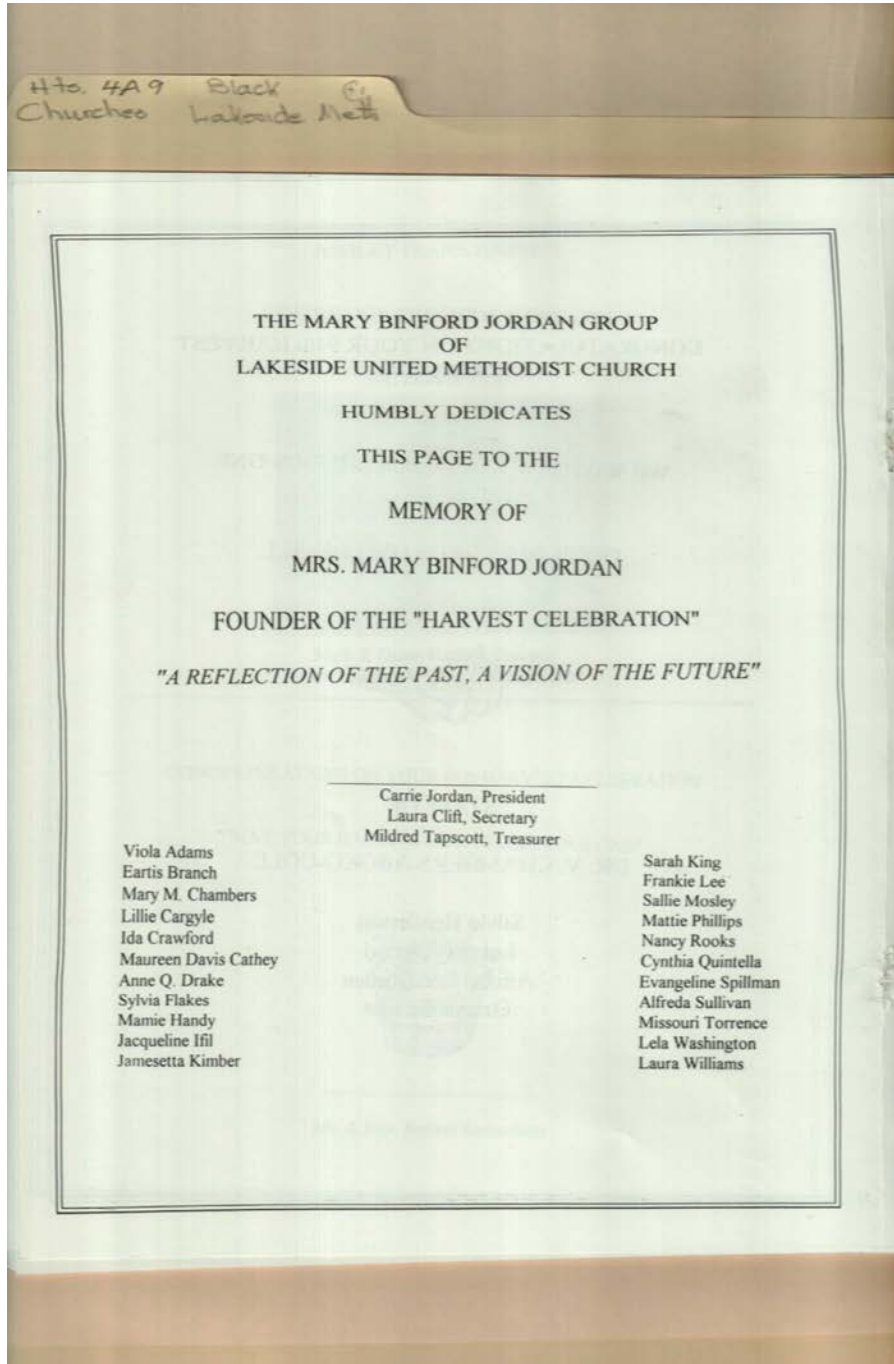 4A9 Black
Churches Lakeside Meth
THE MARY BINFORD JORDAN GROUP
OF
LAKESIDE UNITED METHODIST CHURCH
HUMBLY DEDICATES
THIS PAGE TO THE
MEMORY OF
MRS. MARY BINFORD JORDAN
FOUNDER OF THE "HARVEST CELEBRATION"
"A REFLECTION OF THE PAST, A VISION OF THE FUTURE"
Carrie Jordan, President
Laura Clift, Secretary
Mildred Tapscott, Treasurer
Viola Adams
Eartis Branch
Mary M. Chambers
Lillie Cargyle
Ida Crawford
Maureen Davis Cathey
Anne Q. Drake
Sylvia Flakes
Mamie Handy
Jacqueline Ifil
Jamesetta Kimber
Sarah King
Frankie Lee
Sallie Mosley
Mattie Phillips
Nancy Rooks
Cynthia Quintella
Evangeline Spillman
Alfreda Sullivan
Missouri Torrence
Lela Washington
Laura Williams